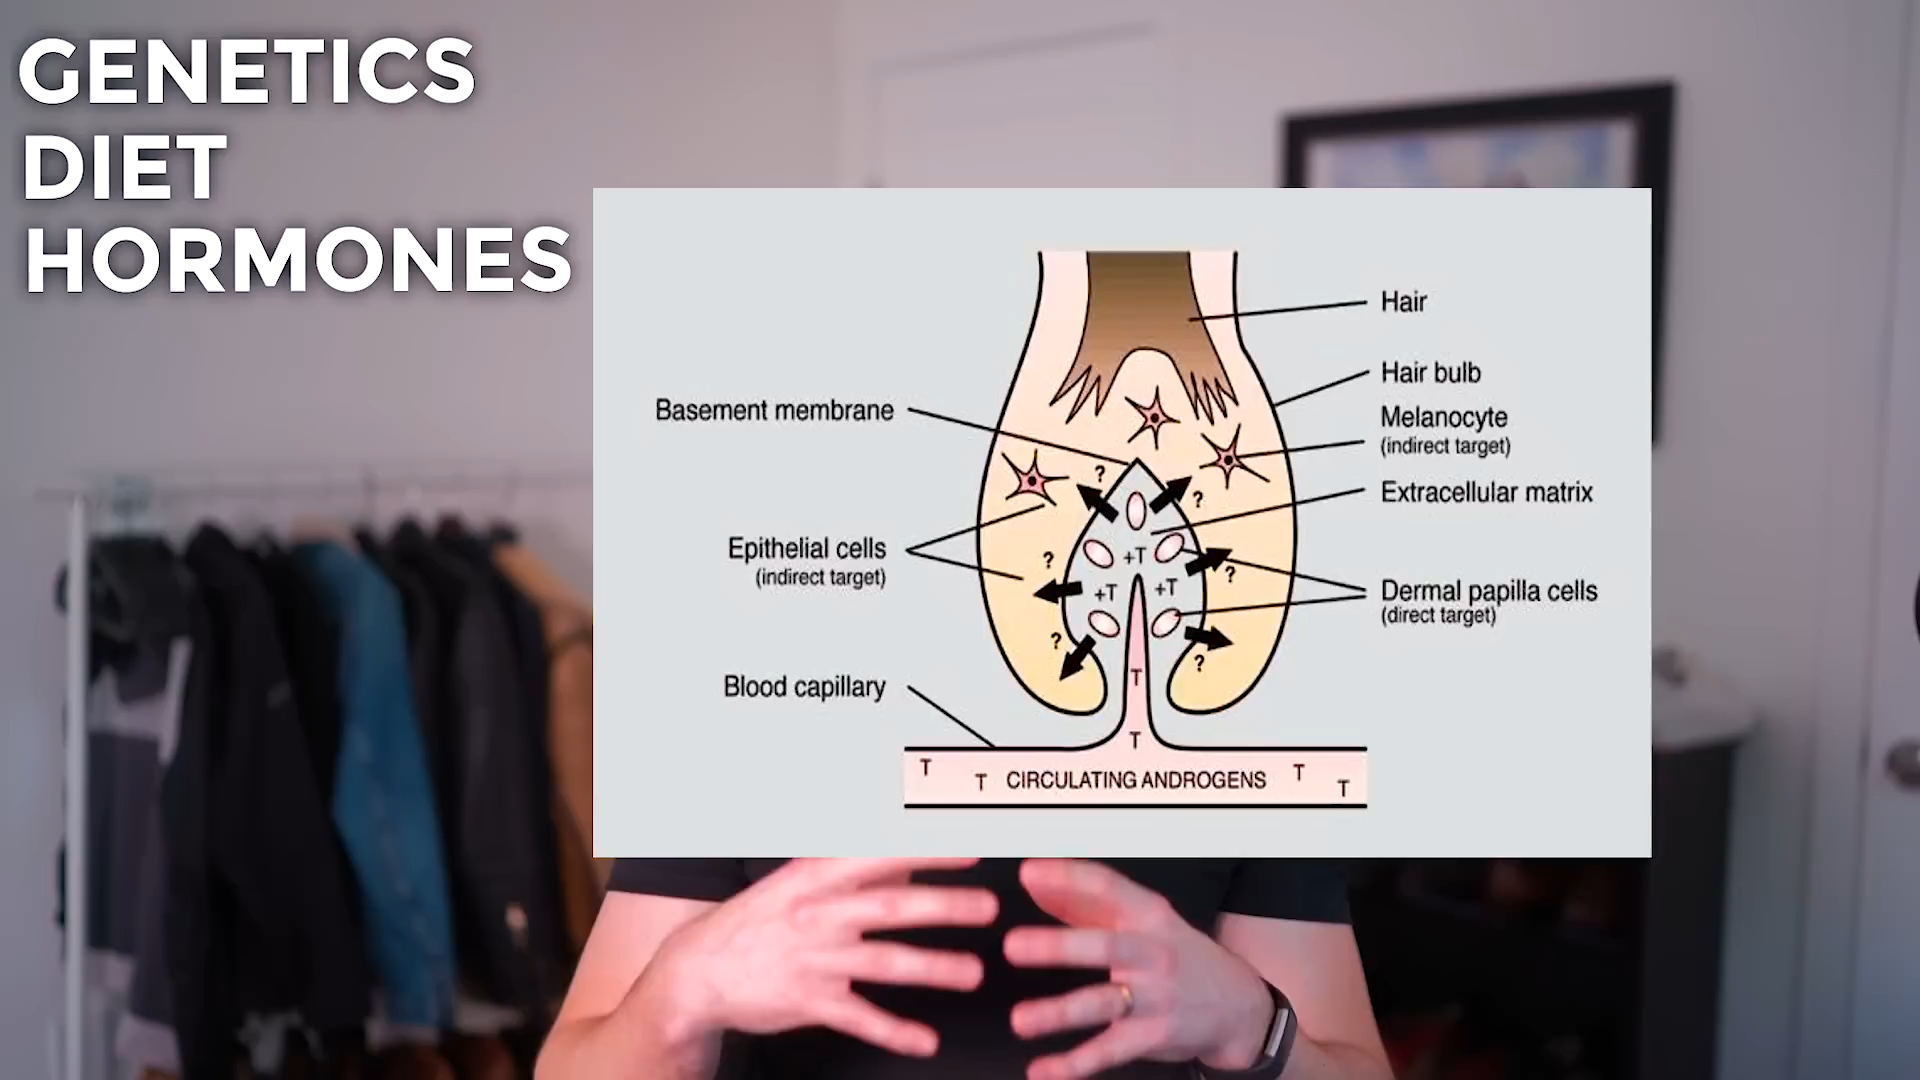 GENETICS
DIET
HORMONES
Hair
Hair bulb
Basement membrane
Melanocyte
(indirect target)
?
?
Extracellular matrix
Epithelial cells
(indirect target)
?
+T
?
+T
+T
Dermal papilla cells
(direct target)
?
?
Blood capillary
T
T
T
T
CIRCULATING ANDROGENS
T
T